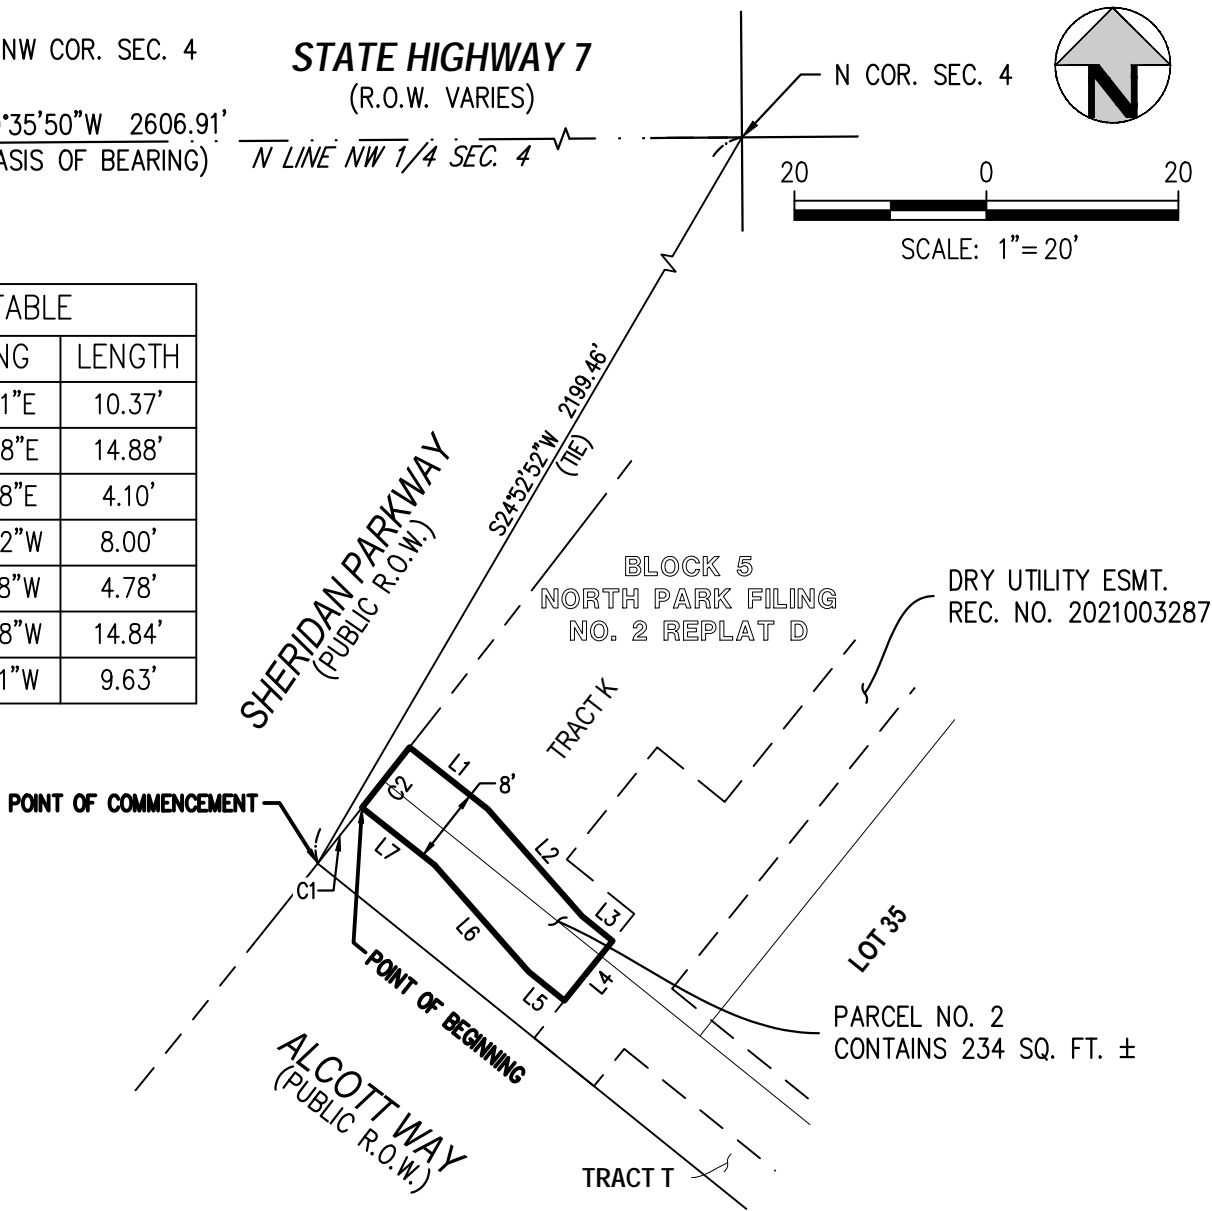 NW COR. SEC. 4
STATE HIGHWAY 7
(R.O.W. VARIES)
N COR. SEC. 4
N
°35'50"W 2606.91'
ASIS OF BEARING)
N LINE NW 1/4 SEC. 4
20 0 20
SCALE: 1"=20'
TABLE
NG LENGTH
1"E 10.37'
8"E 14.88'
8"E 4.10'
2"W 8.00'
8"W 4.78'
8"W 14.84'
1"W 9.63'
S24°52'52"W 2199.46'
(TIE)
SHERIDAN PARKWAY
(PUBLIC R.O.W.)
BLOCK 5
NORTH PARK FILING
NO. 2 REPLAT D
DRY UTILITY ESMT.
REC. NO. 2021003287
TRACT K
POINT OF COMMENCEMENT
L1
8'
C2
L7
L2
C1
L6
L3
L4
L5
LOT 35
POINT OF BEGINNING
PARCEL NO. 2
CONTAINS 234 SQ. FT. ±
ALCOTT WAY
(PUBLIC R.O.W.)
TRACT T